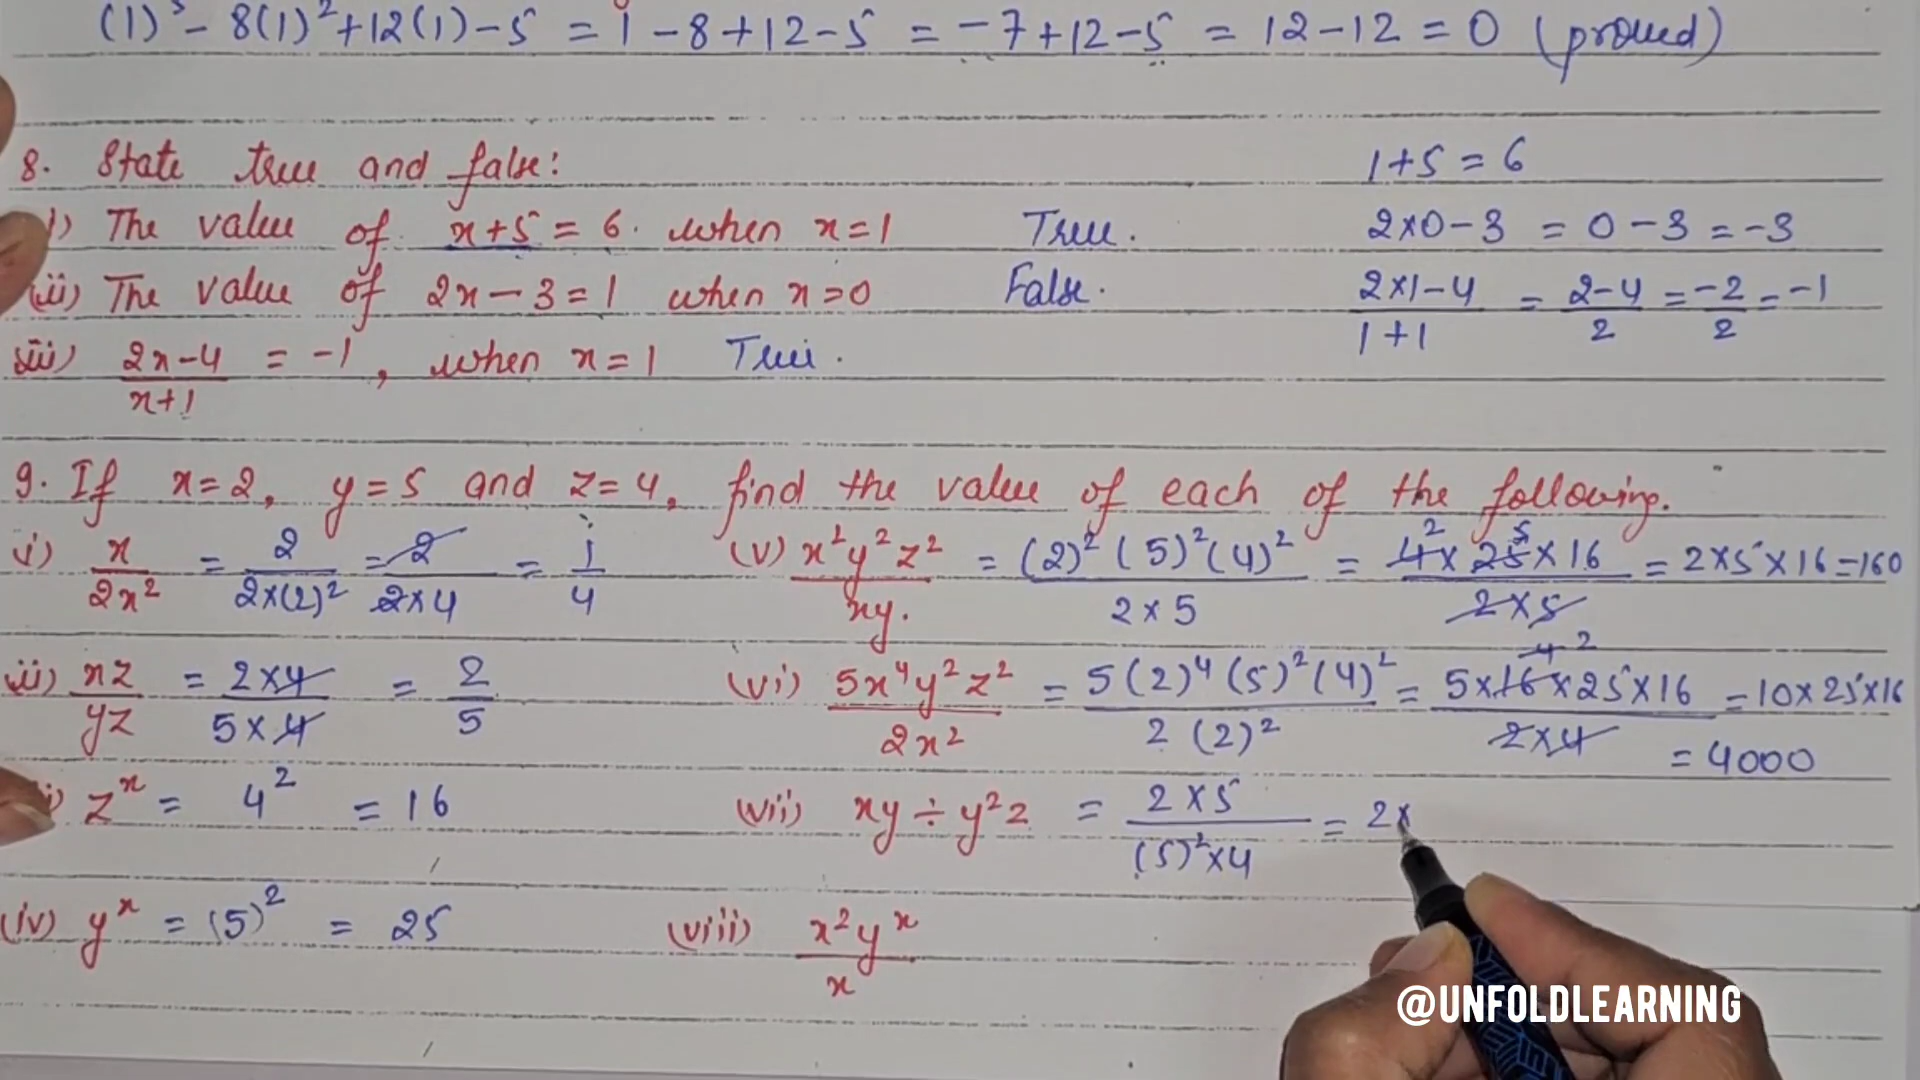 (1)³ - 8(1)² + 12(1) - 5 = 1 - 8 + 12 - 5 = -7 + 12 - 5 = 12 - 12 = 0 (proved)
8. State true and false:
i) The value of x+5 = 6. when x=1 True. 1+5 = 6
(ii) The value of 2x-3 = 1 when x=0 False. 2×0-3 = 0-3 = -3
iii) (2x-4)/(x+1) = -1, when x=1 True. (2×1-4)/(1+1) = (2-4)/2 = -2/2 = -1
9. If x=2, y=5 and z=4, find the value of each of the following.
i) x/2x² = 2/(2×(2)²) = 2/(2×4) = 1/4
(v) x²y²z²/xy. = (2)²(5)²(4)²/(2×5) = (4×25×16)/(2×5) = 2×5×16 = 160
ii) xz/yz = (2×4)/(5×4) = 2/5
(vi) 5x⁴y²z²/2x² = 5(2)⁴(5)²(4)²/2(2)² = (5×16×25×16)/(2×4) = 10×25×16
= 4000
i) zˣ = 4² = 16
(vii) xy ÷ y²z = (2×5)/((5)²×4) = 2×
(iv) yˣ = (5)² = 25
(viii) x²yˣ/x
@UNFOLDLEARNING